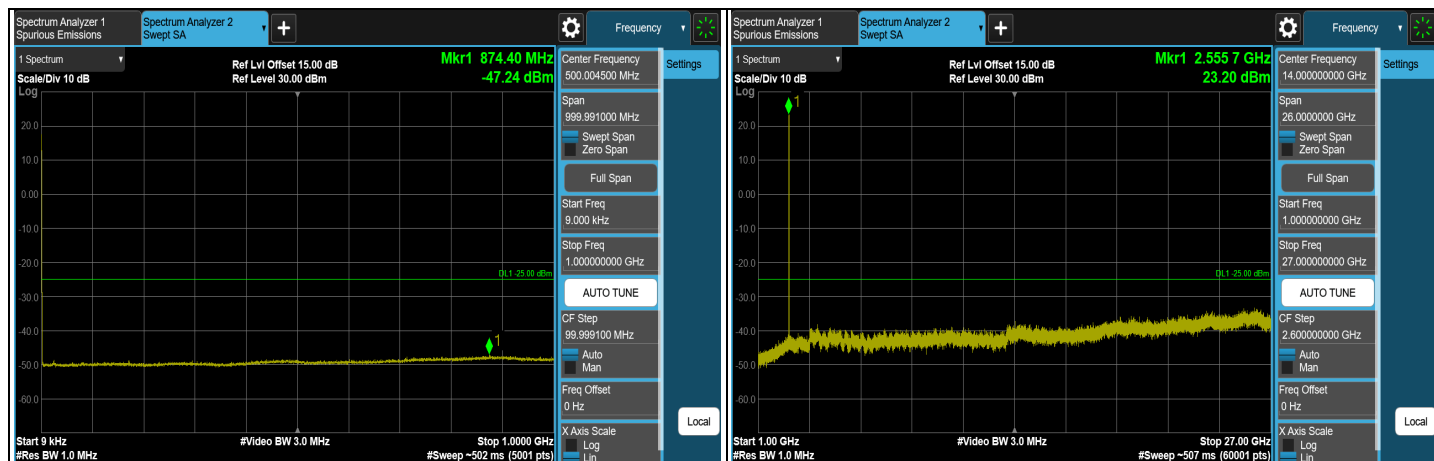 Spectrum Analyzer 1
Spurious Emissions
Spectrum Analyzer 2
Swept SA
+
Frequency
1 Spectrum
Scale/Div 10 dB
Log
Ref Lvl Offset 15.00 dB
Ref Level 30.00 dBm
Mkr1 874.40 MHz
-47.24 dBm
20.0
10.0
0.00
-10.0
-20.0
-30.0
-40.0
-50.0
-60.0
DL1 -25.00 dBm
1
Start 9 kHz
#Video BW 3.0 MHz
Stop 1.0000 GHz
#Res BW 1.0 MHz
#Sweep ~502 ms (5001 pts)
Center Frequency
500.004500 MHz
Settings
Span
999.991000 MHz
Swept Span
Zero Span
Full Span
Start Freq
9.000 kHz
Stop Freq
1.000000000 GHz
AUTO TUNE
CF Step
99.999100 MHz
Auto
Man
Freq Offset
0 Hz
Local
X Axis Scale
Log
Lin
Spectrum Analyzer 1
Spurious Emissions
Spectrum Analyzer 2
Swept SA
+
Frequency
1 Spectrum
Scale/Div 10 dB
Log
Ref Lvl Offset 15.00 dB
Ref Level 30.00 dBm
Mkr1 2.555 7 GHz
23.20 dBm
1
20.0
10.0
0.00
-10.0
-20.0
-30.0
-40.0
-50.0
-60.0
DL1 -25.00 dBm
Start 1.00 GHz
#Video BW 3.0 MHz
Stop 27.00 GHz
#Res BW 1.0 MHz
#Sweep ~507 ms (60001 pts)
Center Frequency
14.000000000 GHz
Settings
Span
26.0000000 GHz
Swept Span
Zero Span
Full Span
Start Freq
1.000000000 GHz
Stop Freq
27.000000000 GHz
AUTO TUNE
CF Step
2.600000000 GHz
Auto
Man
Freq Offset
0 Hz
Local
X Axis Scale
Log
Lin